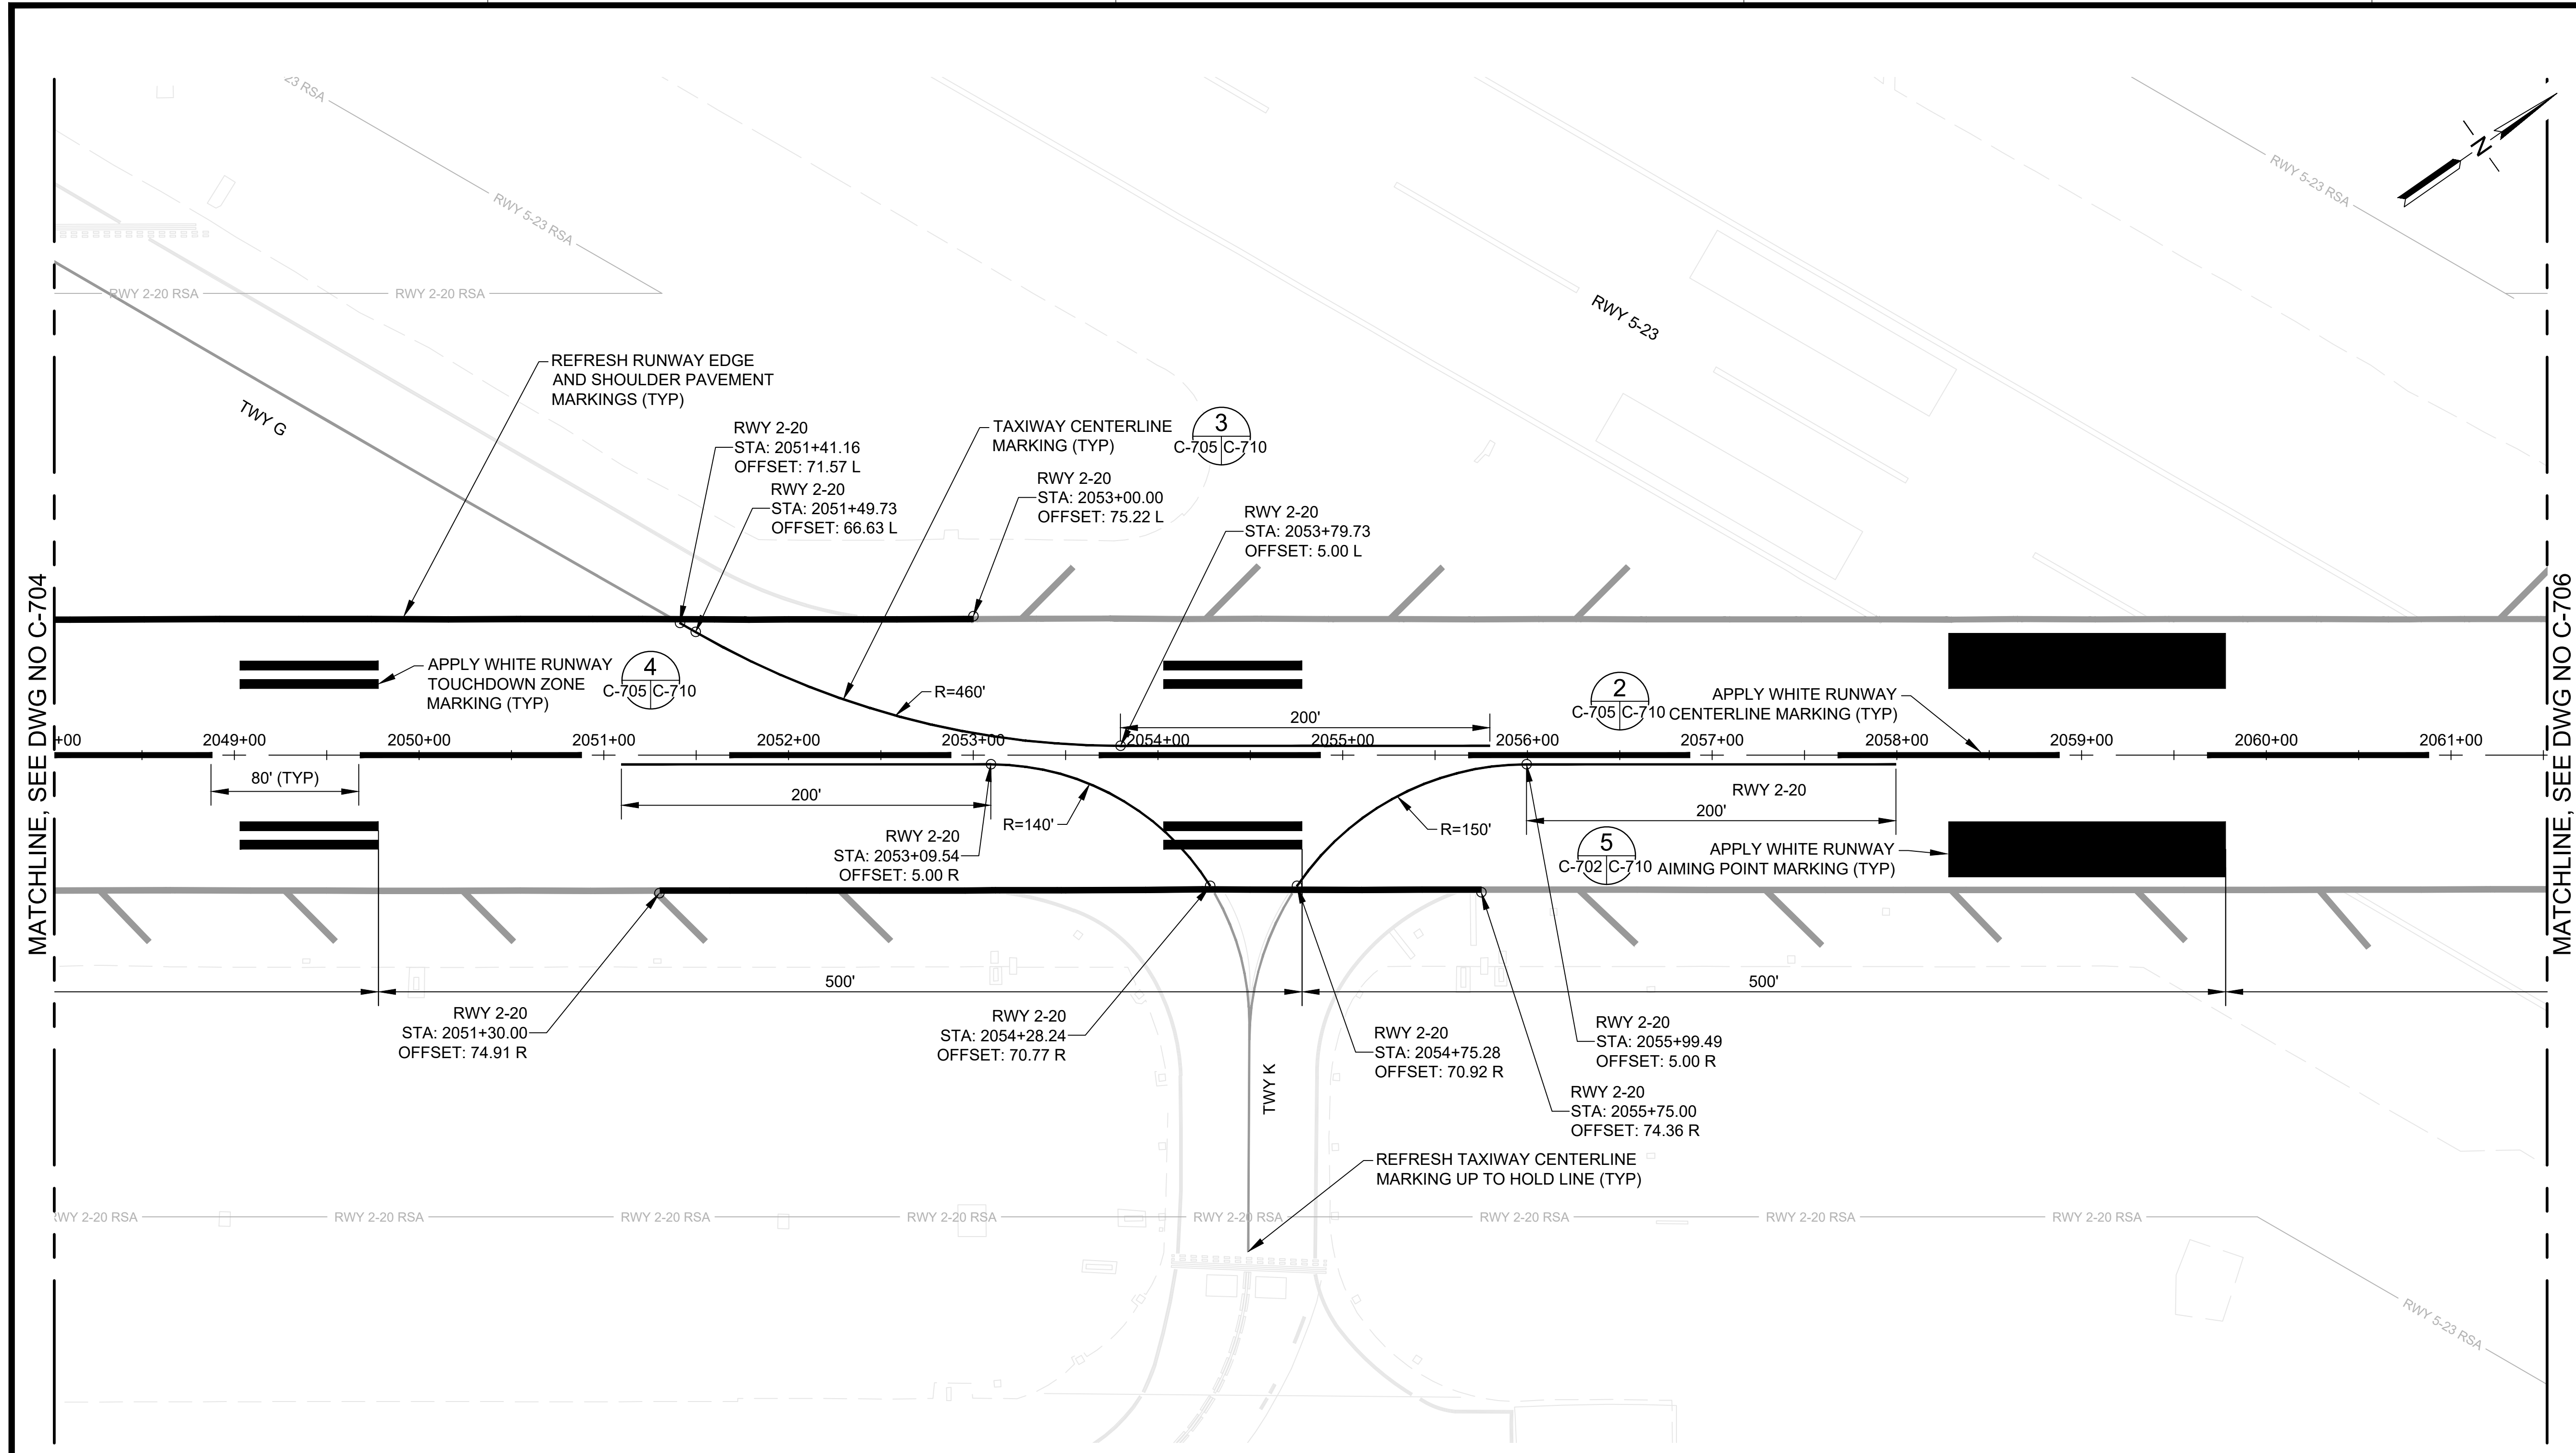 23 RSA
RWY 5-23 RSA
RWY 5-23 RSA
N
RWY 2-20 RSA
RWY 2-20 RSA
RWY 5-23
TWY G
REFRESH RUNWAY EDGE
AND SHOULDER PAVEMENT
MARKINGS (TYP)
RWY 2-20
STA: 2051+41.16
OFFSET: 71.57 L
RWY 2-20
STA: 2051+49.73
OFFSET: 66.63 L
TAXIWAY CENTERLINE
MARKING (TYP)
3
C-705 C-710
RWY 2-20
STA: 2053+00.00
OFFSET: 75.22 L
RWY 2-20
STA: 2053+79.73
OFFSET: 5.00 L
MATCHLINE, SEE DWG NO C-704
MATCHLINE, SEE DWG NO C-706
APPLY WHITE RUNWAY
TOUCHDOWN ZONE
MARKING (TYP)
4
C-705 C-710
R=460'
200'
2
C-705 C-710
APPLY WHITE RUNWAY
CENTERLINE MARKING (TYP)
+00
2049+00
2050+00
2051+00
2052+00
2053+00
2054+00
2055+00
2056+00
2057+00
2058+00
2059+00
2060+00
2061+00
80' (TYP)
200'
RWY 2-20
200'
R=140'
R=150'
RWY 2-20
STA: 2053+09.54
OFFSET: 5.00 R
5
C-702 C-710
APPLY WHITE RUNWAY
AIMING POINT MARKING (TYP)
500'
500'
RWY 2-20
STA: 2051+30.00
OFFSET: 74.91 R
RWY 2-20
STA: 2054+28.24
OFFSET: 70.77 R
RWY 2-20
STA: 2054+75.28
OFFSET: 70.92 R
RWY 2-20
STA: 2055+99.49
OFFSET: 5.00 R
RWY 2-20
STA: 2055+75.00
OFFSET: 74.36 R
TWY K
REFRESH TAXIWAY CENTERLINE
MARKING UP TO HOLD LINE (TYP)
RWY 2-20 RSA
RWY 2-20 RSA
RWY 2-20 RSA
RWY 2-20 RSA
RWY 2-20 RSA
RWY 2-20 RSA
RWY 2-20 RSA
RWY 2-20 RSA
RWY 5-23 RSA